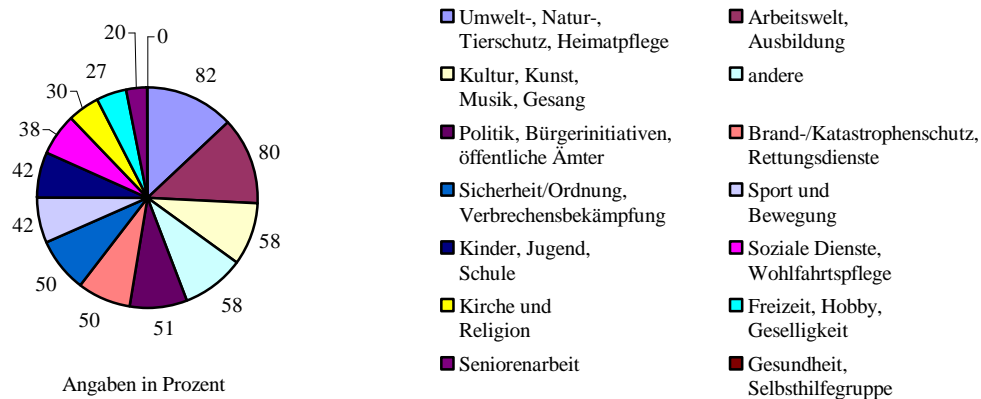 20
0
27
82
30
38
80
42
42
58
50
58
50
51
Angaben in Prozent
Umwelt-, Natur-,
Tierschutz, Heimatpflege
Arbeitswelt,
Ausbildung
Kultur, Kunst,
Musik, Gesang
andere
Politik, Bürgerinitiativen,
öffentliche Ämter
Brand-/Katastrophenschutz,
Rettungsdienste
Sicherheit/Ordnung,
Verbrechensbekämpfung
Sport und
Bewegung
Kinder, Jugend,
Schule
Soziale Dienste,
Wohlfahrtspflege
Kirche und
Religion
Freizeit, Hobby,
Geselligkeit
Seniorenarbeit
Gesundheit,
Selbsthilfegruppe